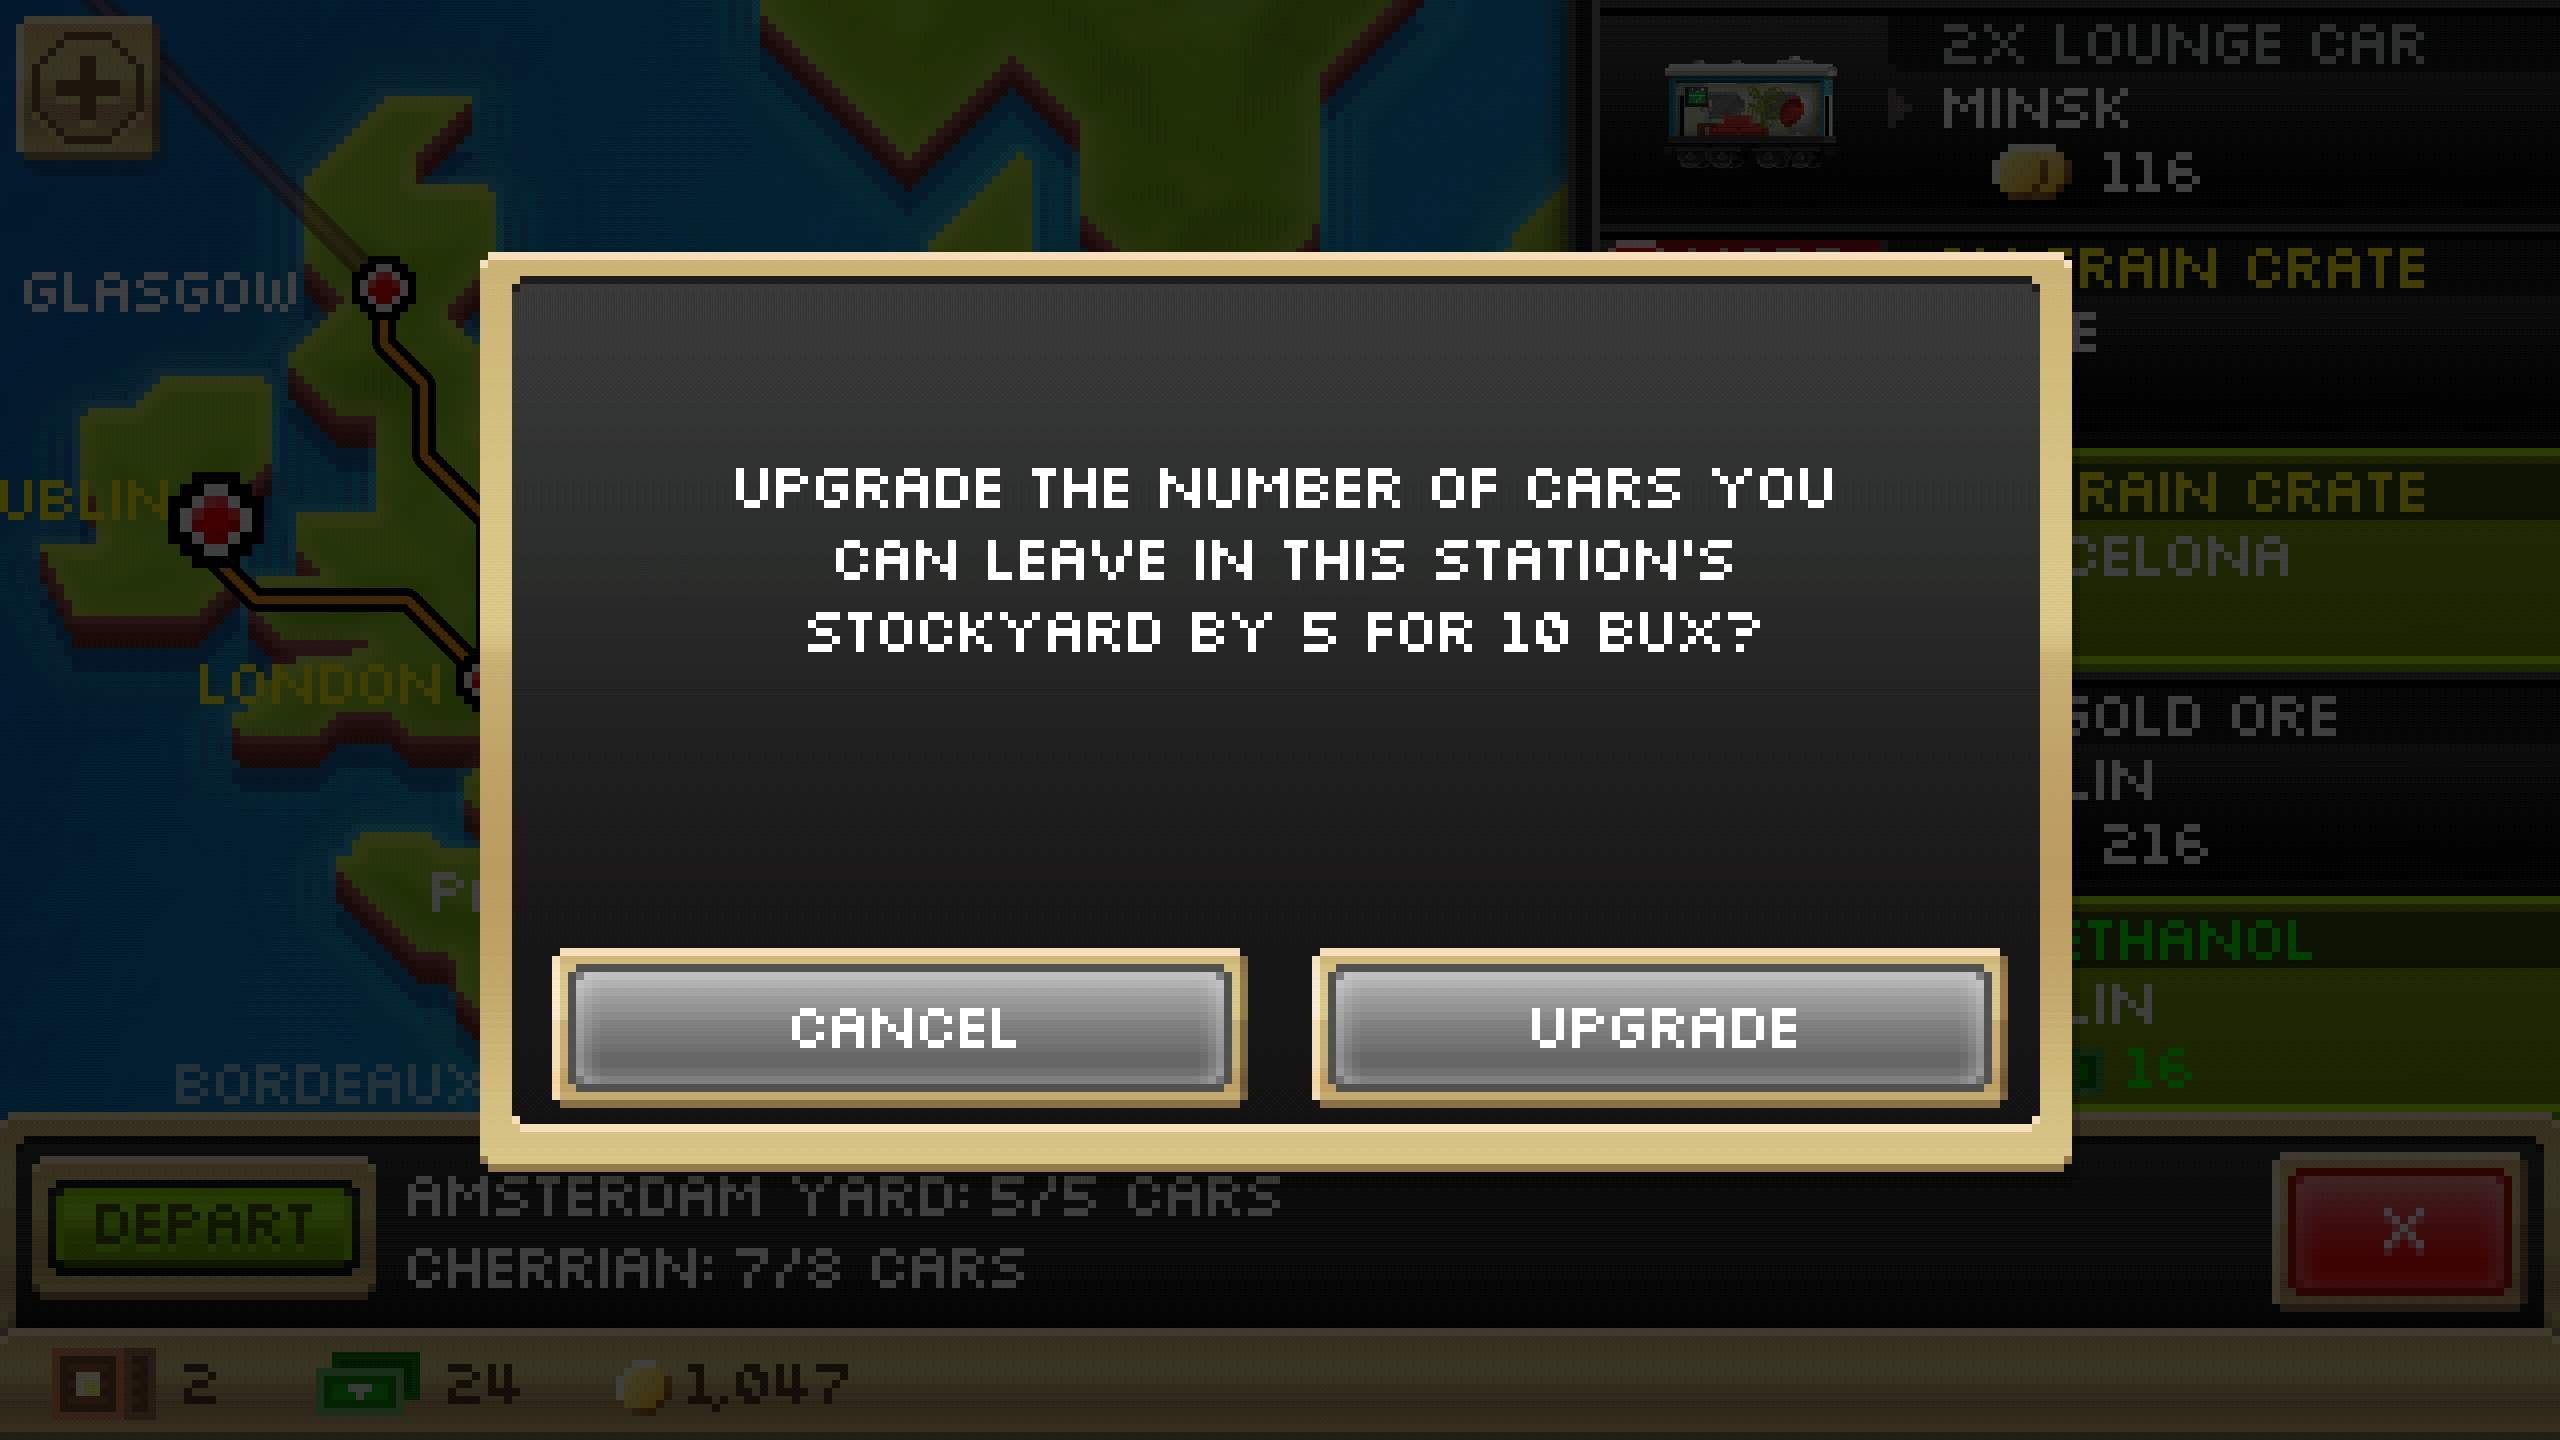 2X LOUNGE CAR
MINSK
116
RAIN CRATE
GLASGOW
UBLIN
RAIN CRATE
CELONA
UPGRADE THE NUMBER OF CARS YOU
CAN LEAVE IN THIS STATION'S
STOCKYARD BY 5 FOR 10 BUX?
LONDON
GOLD ORE
LIN
216
ETHANOL
LIN
16
CANCEL
UPGRADE
BORDEAUX
DEPART
AMSTERDAM YARD: 5/5 CARS
CHERRIAN: 7/8 CARS
X
2
24
1,047